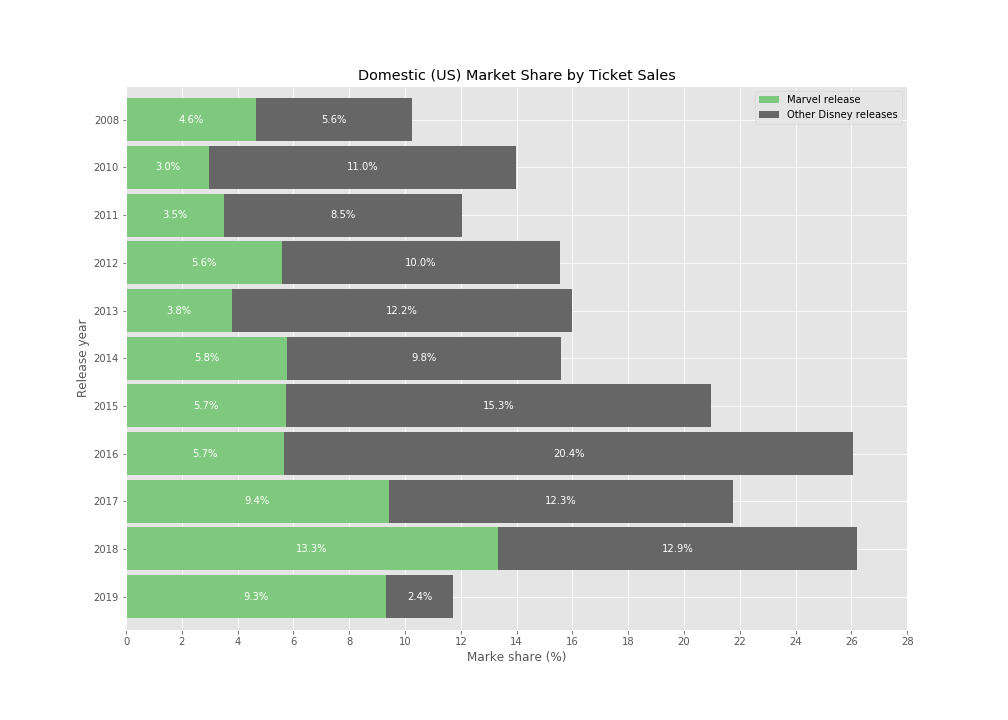 Domestic (US) Market Share by Ticket Sales
Marvel release
Other Disney releases
Release year
2008 4.6% 5.6%
2010 3.0% 11.0%
2011 3.5% 8.5%
2012 5.6% 10.0%
2013 3.8% 12.2%
2014 5.8% 9.8%
2015 5.7% 15.3%
2016 5.7% 20.4%
2017 9.4% 12.3%
2018 13.3% 12.9%
2019 9.3% 2.4%
0 2 4 6 8 10 12 14 16 18 20 22 24 26 28
Marke share (%)